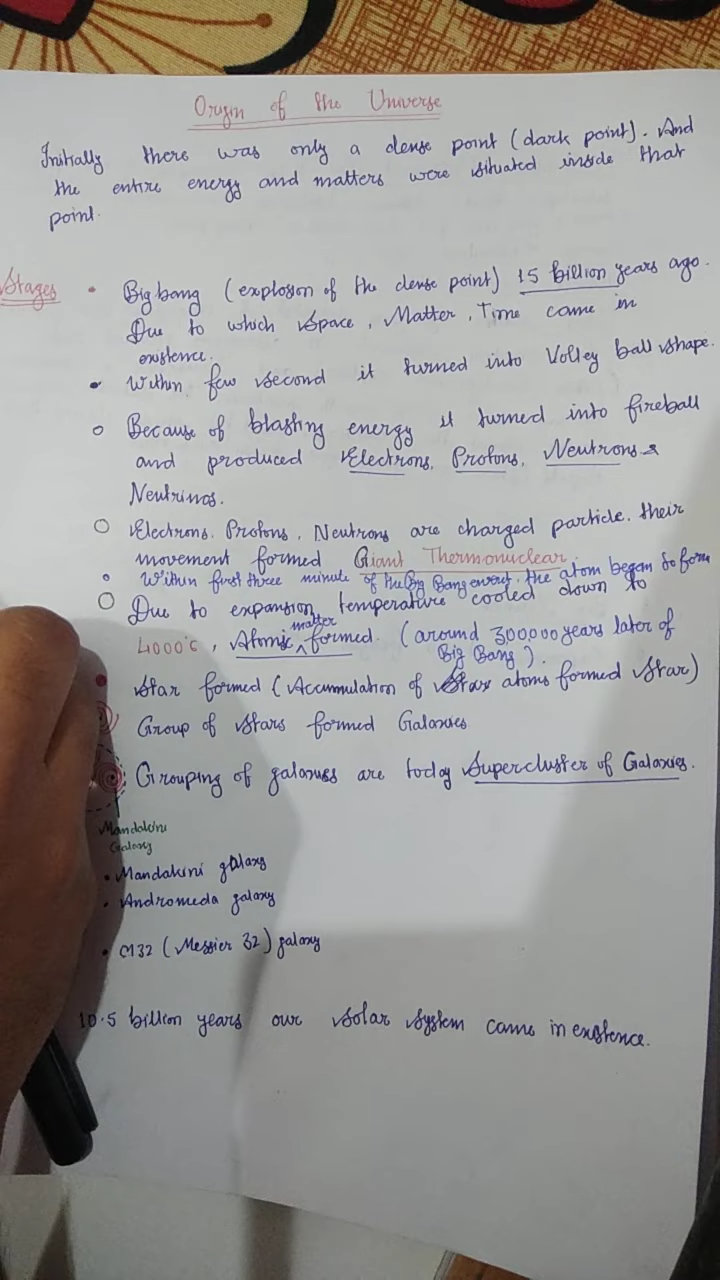 Origin of the Universe
Initially there was only a dense point (dark point). And
the entire energy and matters were situated inside that
point.
Stages • Big bang (explosion of the dense point) 15 billion years ago.
Due to which space, Matter, Time came in
existence.
• Within few second it turned into Volley ball shape.
○ Because of blasting energy it turned into fireball
and produced Electrons, Protons, Neutrons &
Neutrinos.
○ Electrons, Protons, Neutrons are charged particle. their
movement formed Giant Thermonuclear.
○ Within first three minute of the Big Bang event, the atom began to form
○ Due to expansion, temperature cooled down to
4000°c, Atomic ^matter formed. (around 300,000 years later of
Big Bang).
• Star formed (Accumulation of atoms formed Star)
Group of stars formed Galaxies
Grouping of galaxies are today Supercluster of Galaxies.
Mandakini
Galaxy
• Mandakini galaxy
• Andromeda galaxy
• M32 (Messier 32) galaxy
10.5 billion years our solar system came in existence.